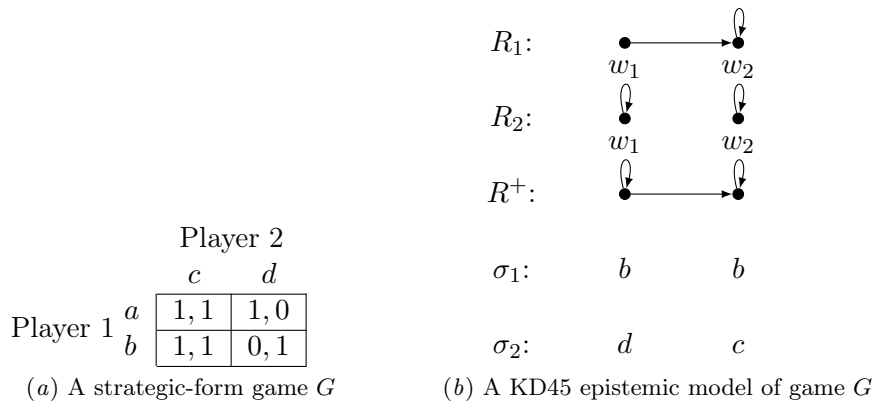 R₁:
w₁ w₂
R₂:
w₁ w₂
R⁺:
Player 2
c d
Player 1 a 1, 1 1, 0
b 1, 1 0, 1
σ₁: b b
σ₂: d c
(a) A strategic-form game G
(b) A KD45 epistemic model of game G